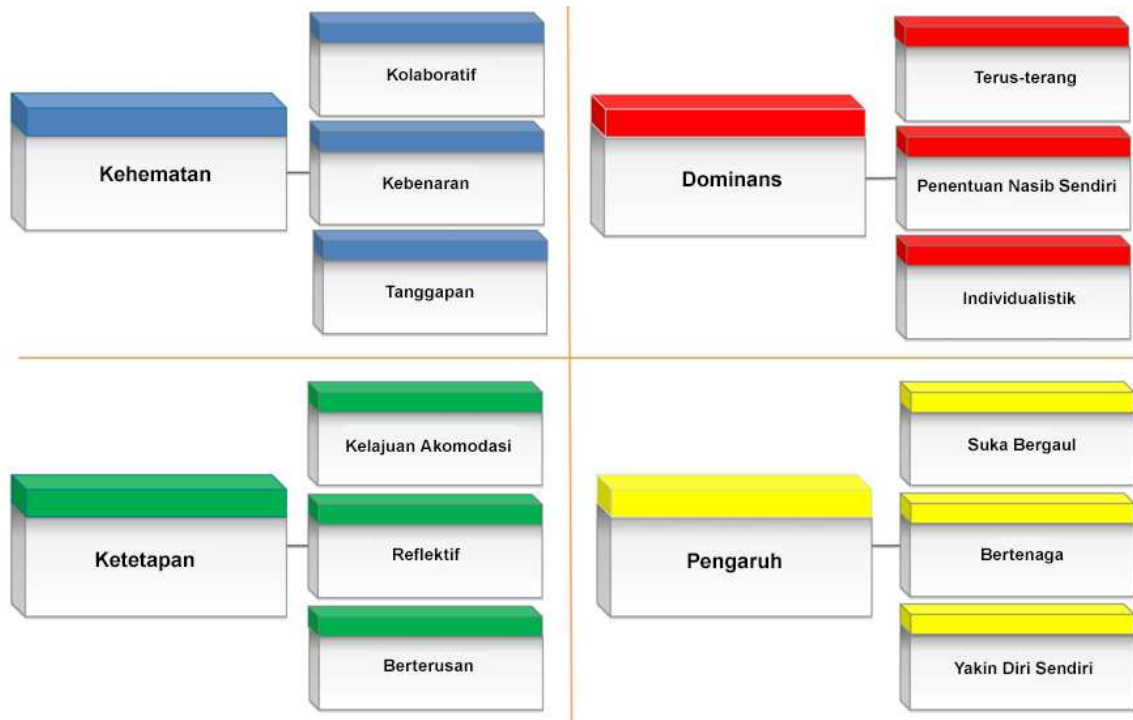 Kehematan
Kolaboratif
Kebenaran
Tanggapan
Dominans
Terus-terang
Penentuan Nasib Sendiri
Individualistik
Ketetapan
Kelajuan Akomodasi
Reflektif
Berterusan
Pengaruh
Suka Bergaul
Bertenaga
Yakin Diri Sendiri